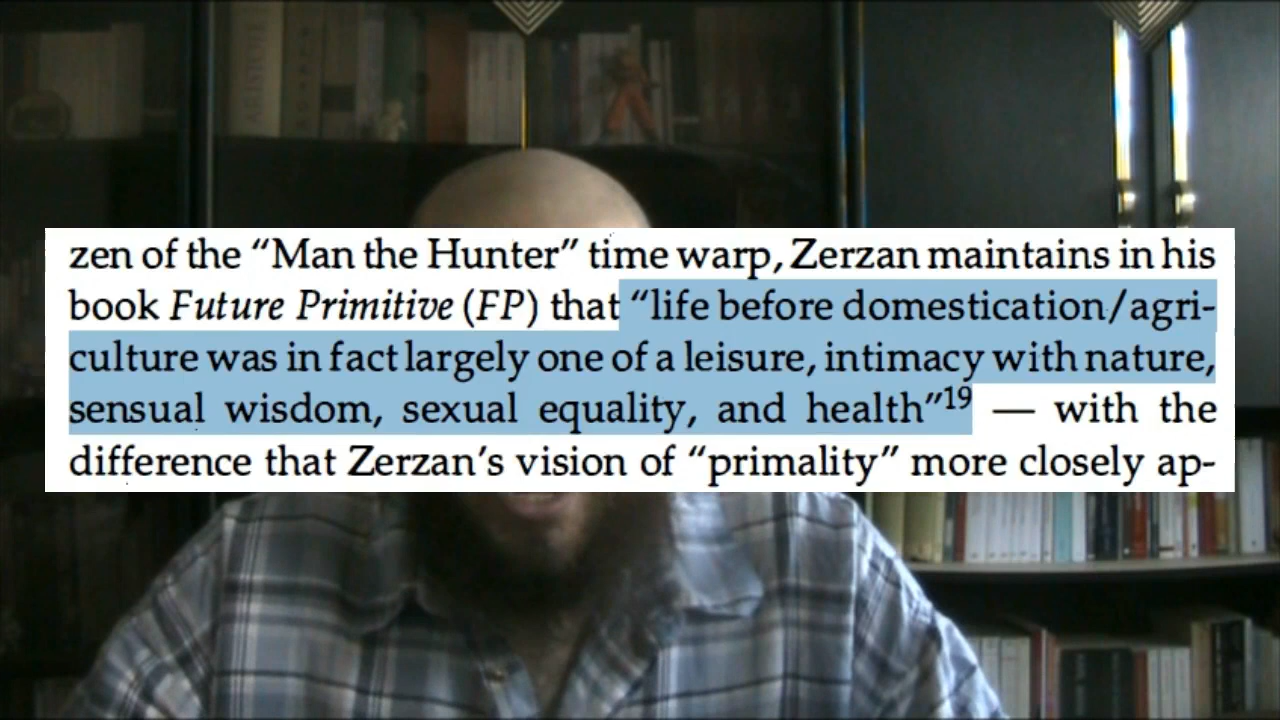 ARISTOTE
zen of the “Man the Hunter” time warp, Zerzan maintains in his
book Future Primitive (FP) that “life before domestication/agri-
culture was in fact largely one of a leisure, intimacy with nature,
sensual wisdom, sexual equality, and health”19 — with the
difference that Zerzan’s vision of “primality” more closely ap-